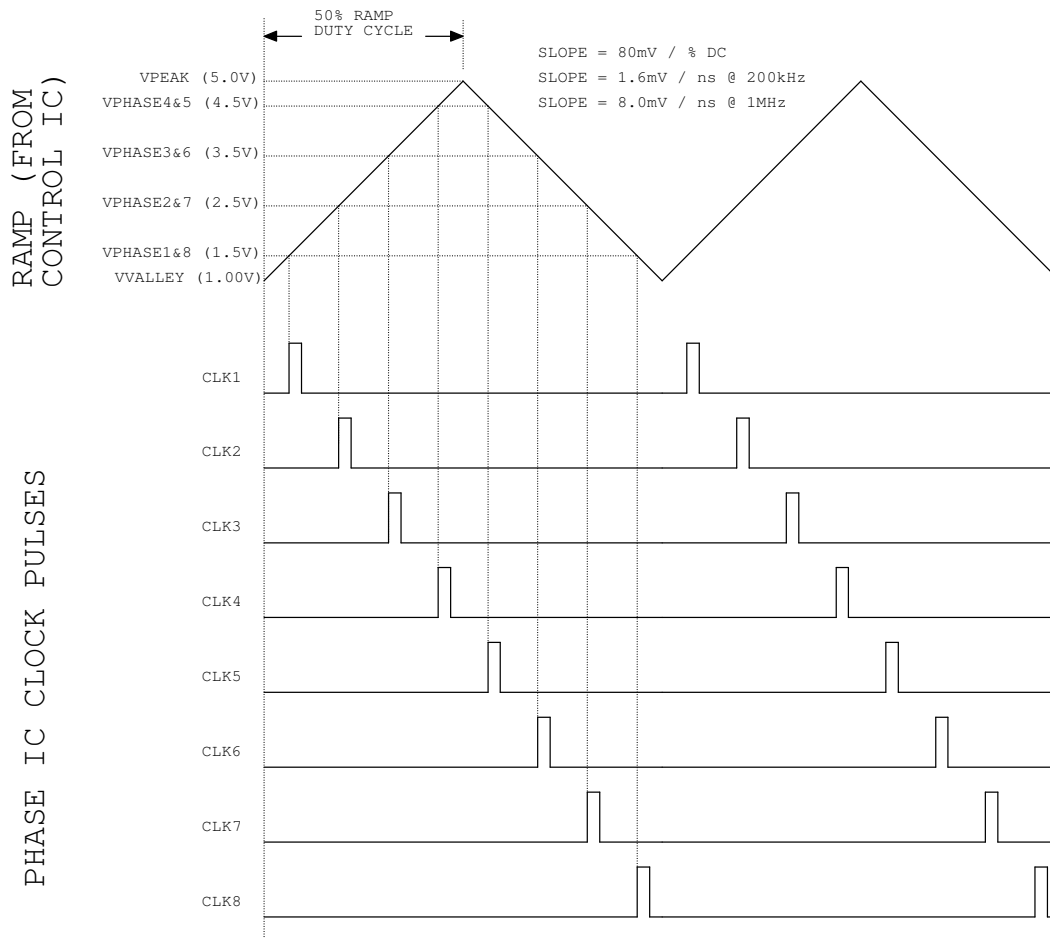 50% RAMP
DUTY CYCLE
SLOPE = 80mV / % DC
SLOPE = 1.6mV / ns @ 200kHz
SLOPE = 8.0mV / ns @ 1MHz
RAMP (FROM
CONTROL IC)
VPEAK (5.0V)
VPHASE4&5 (4.5V)
VPHASE3&6 (3.5V)
VPHASE2&7 (2.5V)
VPHASE1&8 (1.5V)
VVALLEY (1.00V)
PHASE IC CLOCK PULSES
CLK1
CLK2
CLK3
CLK4
CLK5
CLK6
CLK7
CLK8